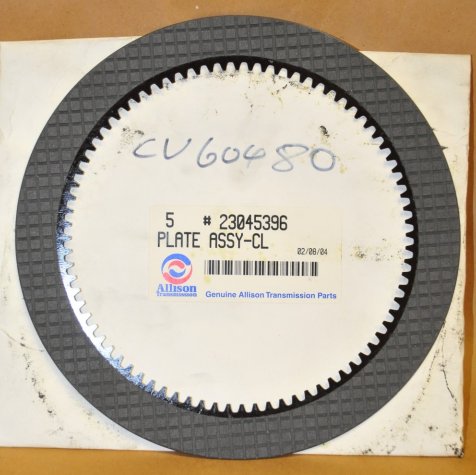 CV60480
5 # 23045396
PLATE ASSY-CL
02/08/04
Allison
Transmission
Genuine Allison Transmission Parts